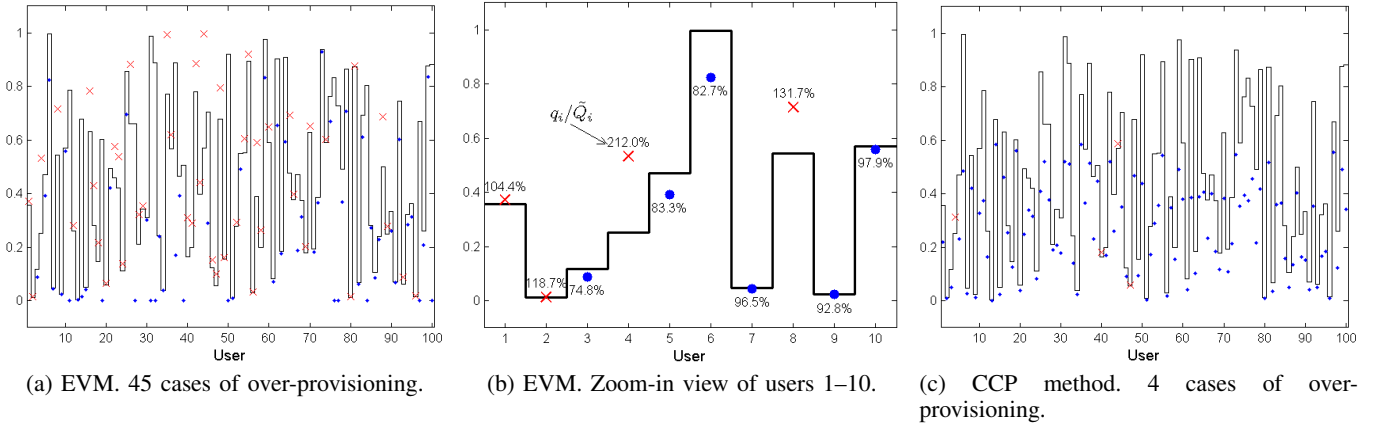 1
0.8
0.6
0.4
0.2
0
10 20 30 40 50 60 70 80 90 100
User
(a) EVM. 45 cases of over-provisioning.
1
0.8
0.6
0.4
0.2
0
q_i/Q̃_i
104.4%
118.7%
74.8%
212.0%
83.3%
82.7%
96.5%
131.7%
92.8%
97.9%
1 2 3 4 5 6 7 8 9 10
User
(b) EVM. Zoom-in view of users 1–10.
1
0.8
0.6
0.4
0.2
0
10 20 30 40 50 60 70 80 90 100
User
(c) CCP method. 4 cases of over-
provisioning.